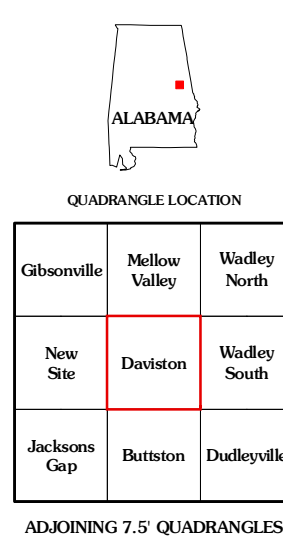 ALABAMA
QUADRANGLE LOCATION
Gibsonville
Mellow
Valley
Wadley
North
New
Site
Daviston
Wadley
South
Jacksons
Gap
Buttston
Dudleyville
ADJOINING 7.5' QUADRANGLES